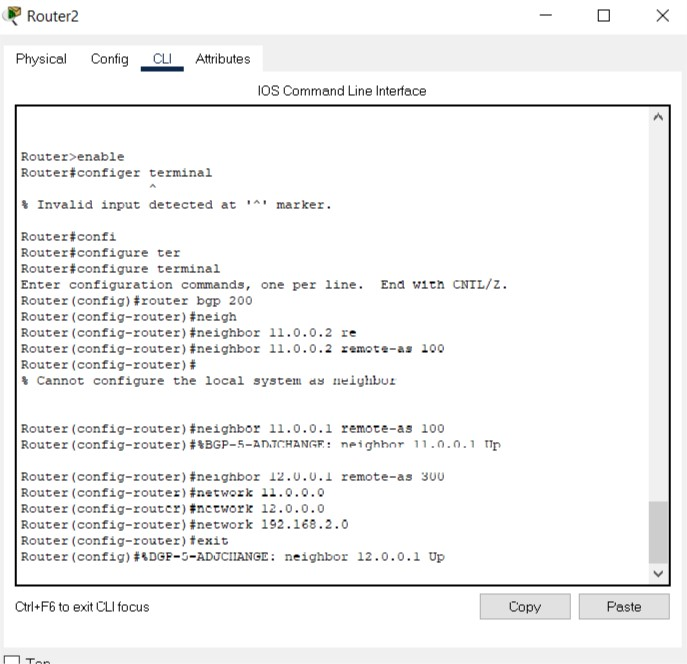 Router2
Physical Config CLI Attributes
IOS Command Line Interface
Router>enable
Router#configer terminal
^
% Invalid input detected at '^' marker.
Router#confi
Router#configure ter
Router#configure terminal
Enter configuration commands, one per line. End with CNTL/Z.
Router(config)#router bgp 200
Router(config-router)#neigh
Router(config-router)#neighbor 11.0.0.2 re
Router(config-router)#neighbor 11.0.0.2 remote-as 100
Router(config-router)#
% Cannot configure the local system as neighbor
Router(config-router)#neighbor 11.0.0.1 remote-as 100
Router(config-router)#%BGP-5-ADJCHANGE: neighbor 11.0.0.1 Up
Router(config-router)#neighbor 12.0.0.1 remote-as 300
Router(config-router)#network 11.0.0.0
Router(config-router)#network 12.0.0.0
Router(config-router)#network 192.168.2.0
Router(config-router)#exit
Router(config)#%BGP-5-ADJCHANGE: neighbor 12.0.0.1 Up
Ctrl+F6 to exit CLI focus
Copy Paste
Top